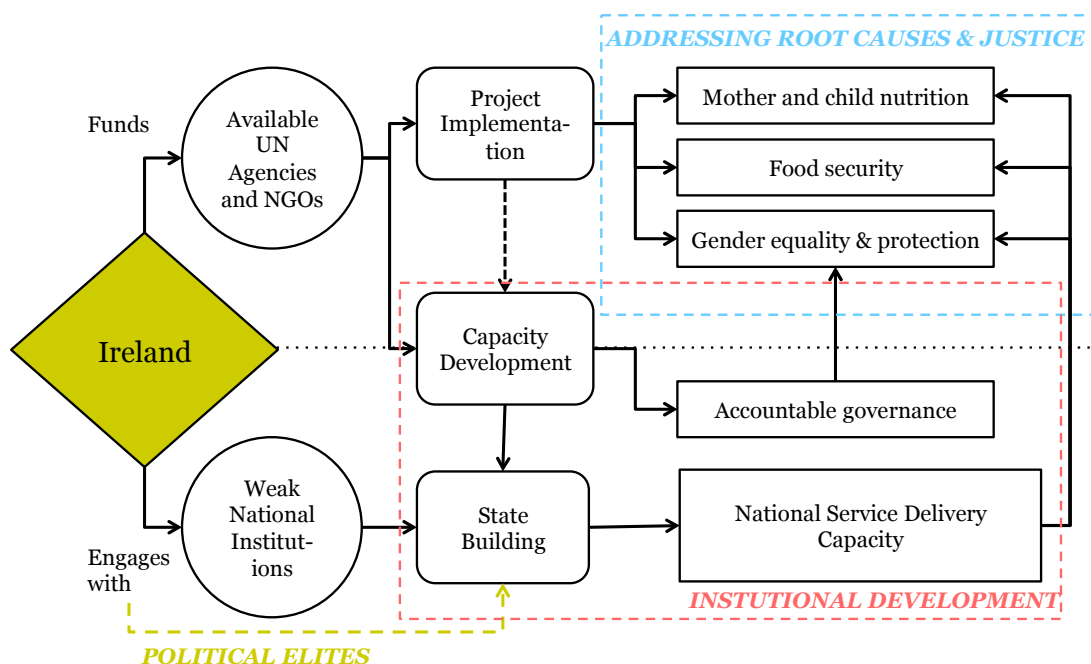 ADDRESSING ROOT CAUSES & JUSTICE
Funds
Available
UN
Agencies
and NGOs
Project
Implementa-
tion
Mother and child nutrition
Food security
Gender equality & protection
Ireland
Capacity
Development
Accountable governance
Weak
National
Institut-
ions
State
Building
National Service Delivery
Capacity
Engages
with
INSTUTIONAL DEVELOPMENT
POLITICAL ELITES